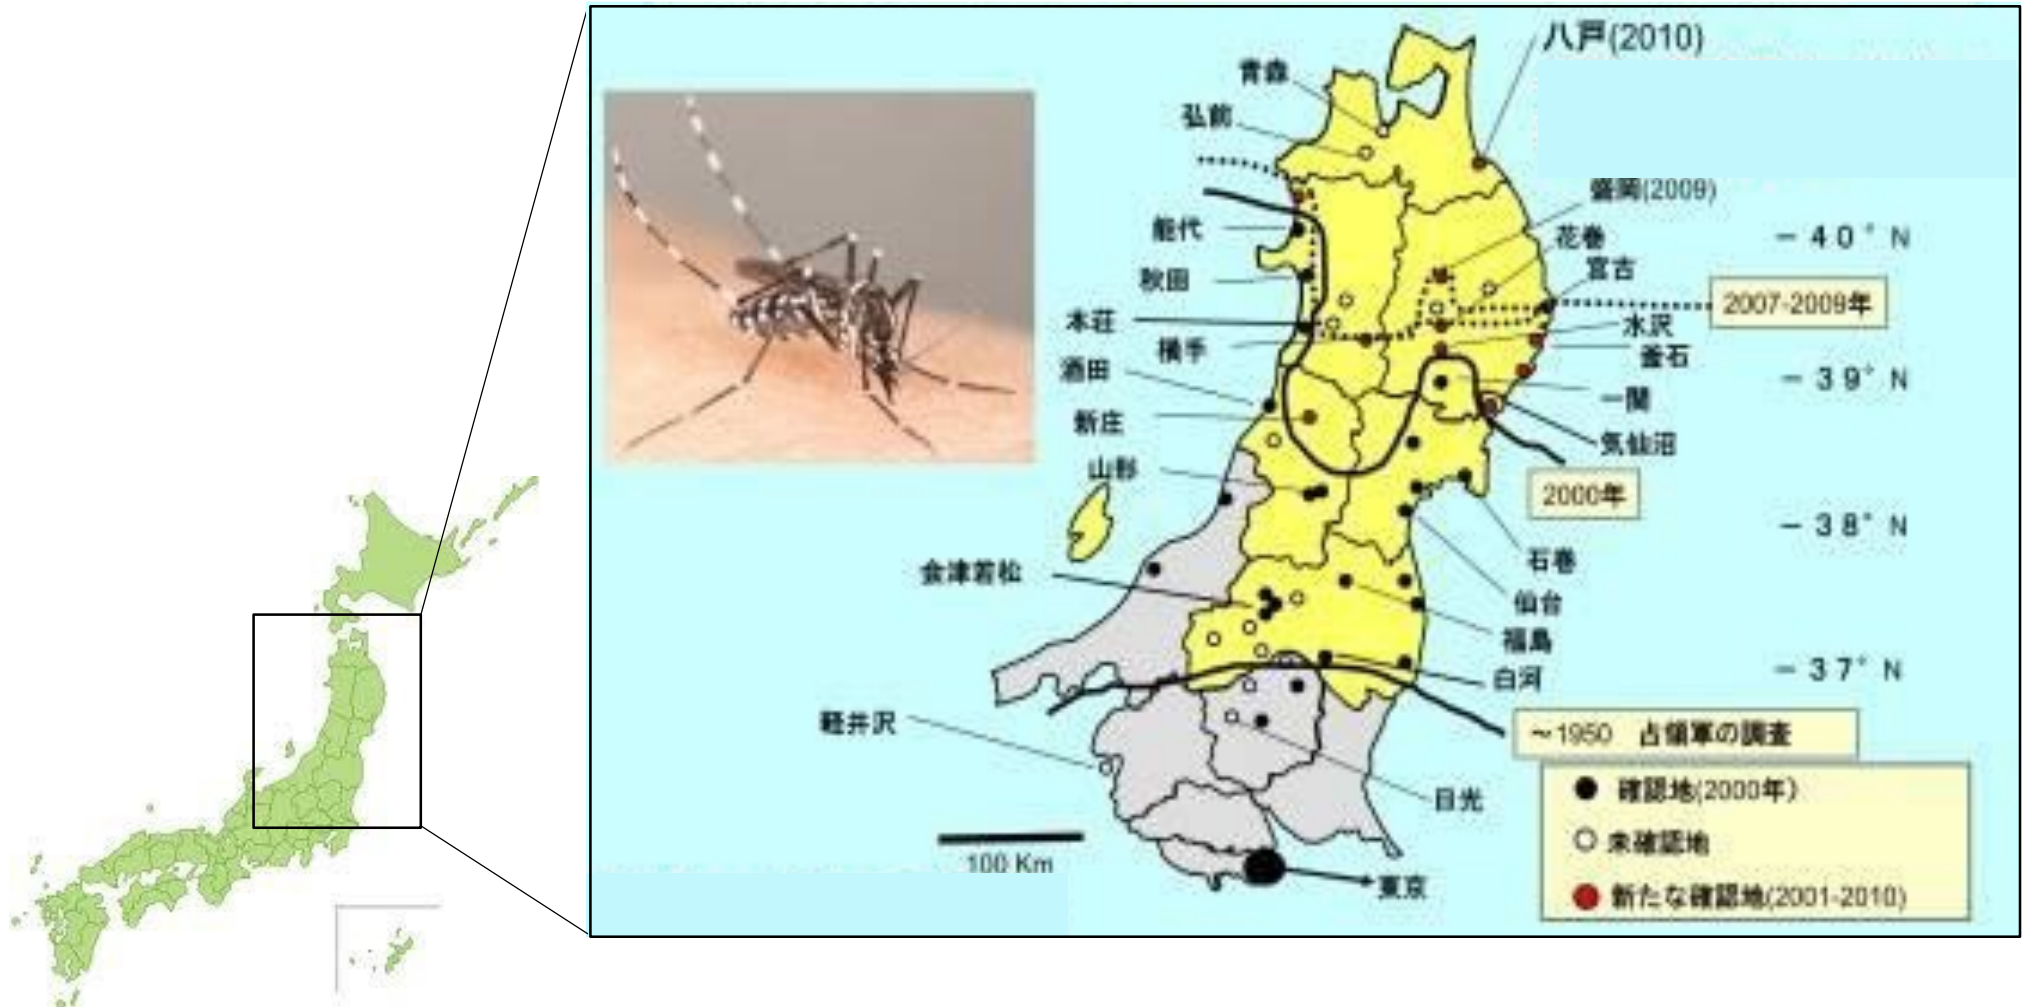 八戸(2010)
青森
弘前
盛岡(2009)
能代
花巻
－40°N
宮古
秋田
2007-2009年
本荘
水沢
横手
釜石
酒田
－39°N
一関
新庄
気仙沼
山形
2000年
－38°N
石巻
会津若松
仙台
福島
－37°N
白河
軽井沢
～1950　占領軍の調査
確認地(2000年）
日光
未確認地
100 Km
東京
新たな確認地(2001-2010)